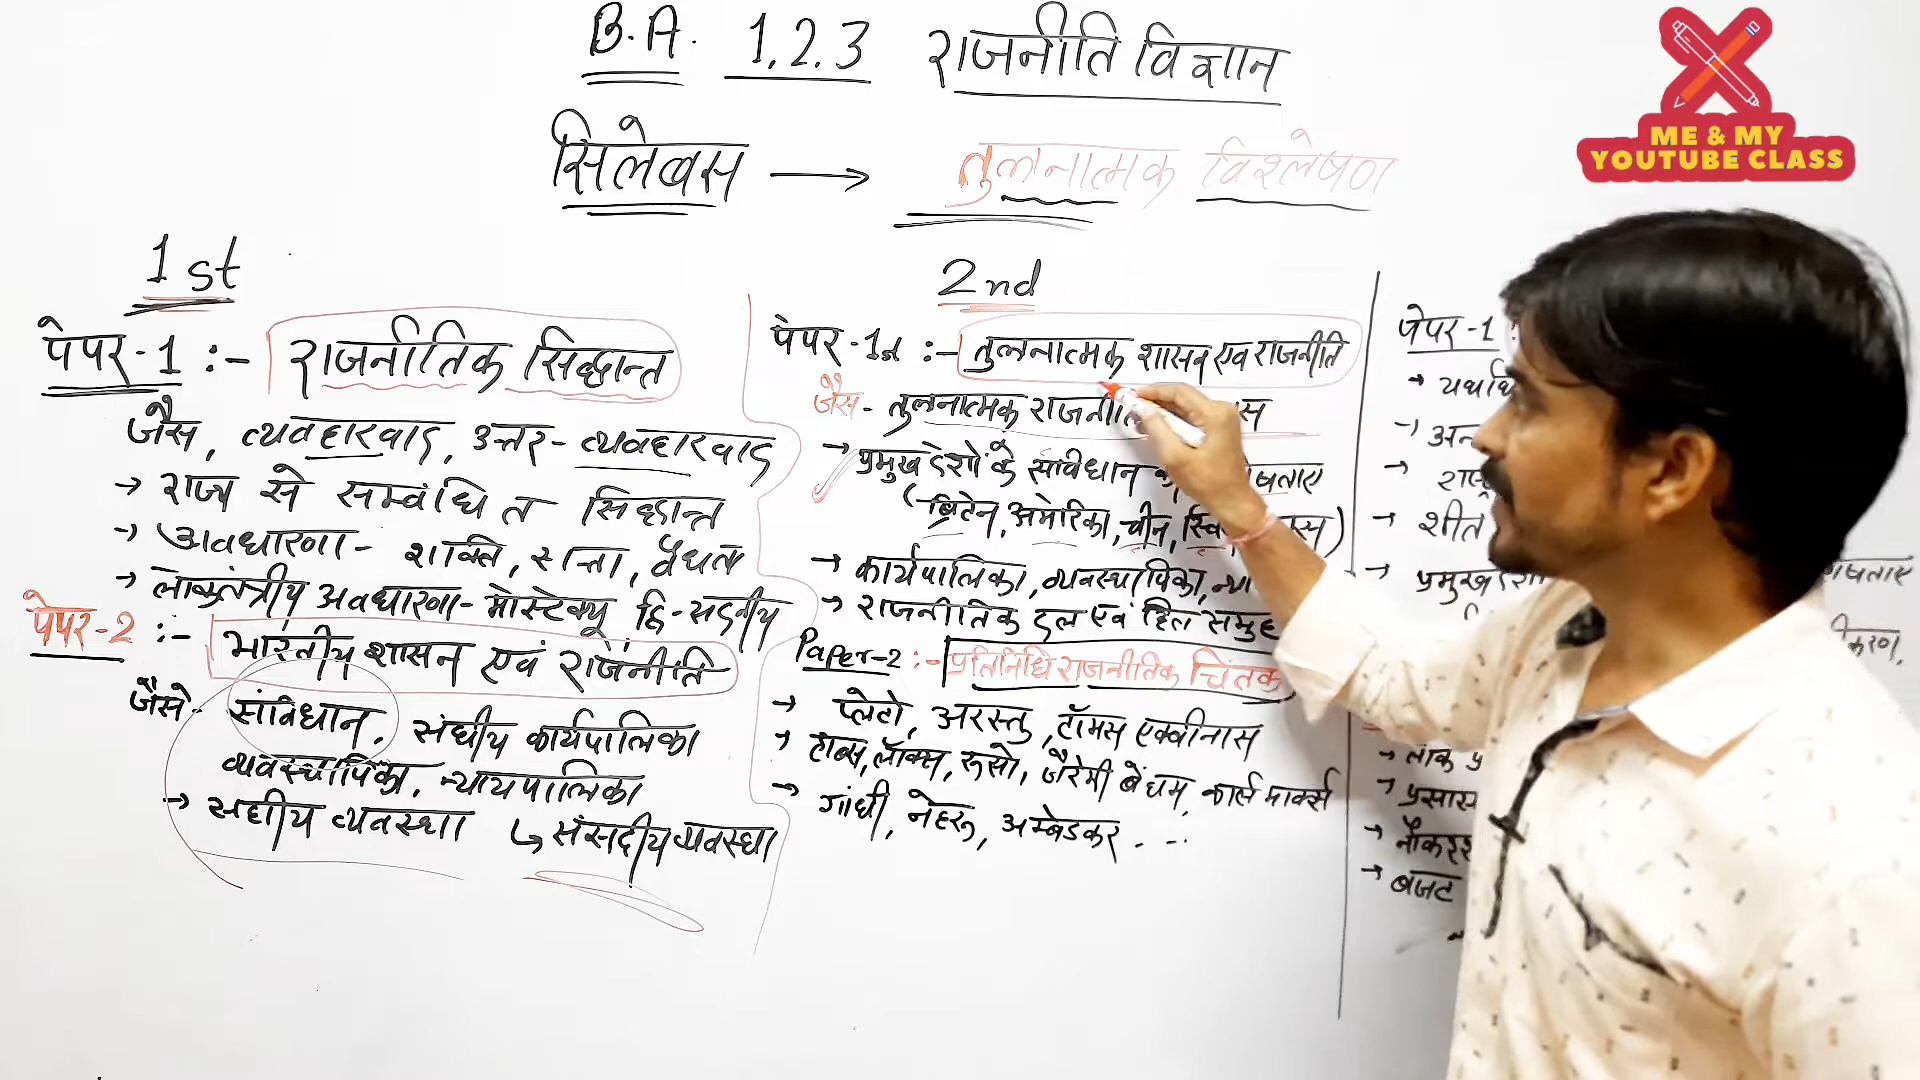 B.A. 1,2,3 राजनीति विज्ञान
सिलेबस → तुलनात्मक विश्लेषण
ME & MY
YOUTUBE CLASS
1st
पेपर-1 :- राजनीतिक सिद्धान्त
जैस, व्यवहारवाद, उत्तर-व्यवहारवाद
→ राज्य से सम्बंधित सिद्धान्त
→ अवधारणा- शक्ति, सत्ता, वैधता
→ लोकतंत्रीय अवधारणा- मोस्टेक्यू द्वि-सदनीय
पेपर-2 :- भारतीय शासन एवं राजनीति
जैसे- संविधान, संघीय कार्यपालिका
व्यवस्थापिका, न्यायपालिका
→ संघीय व्यवस्था ↳ संसदीय व्यवस्था
2nd
पेपर-1st :- तुलनात्मक शासन एवं राजनीति
जैस- तुलनात्मक
→ प्रमुख देशों के संविधान
(ब्रिटेन, अमेरिका, चीन,
→ कार्यपालिका, व्यवस्थापिका,
→ राजनीतिक दल एवं हित समूह
Paper-2 :- प्रतिनिधि राजनीतिक चिंतक
→ प्लेटो, अरस्तु, टॉमस एक्वीनास
→ हाब्स, लॉक्स, रूसो, जैरेमी बेंथम, कार्ल मार्क्स
→ गांधी, नेहरू, अम्बेडकर . . .
पेपर-1
→ शीत
→ प्रमुख
→ बजट